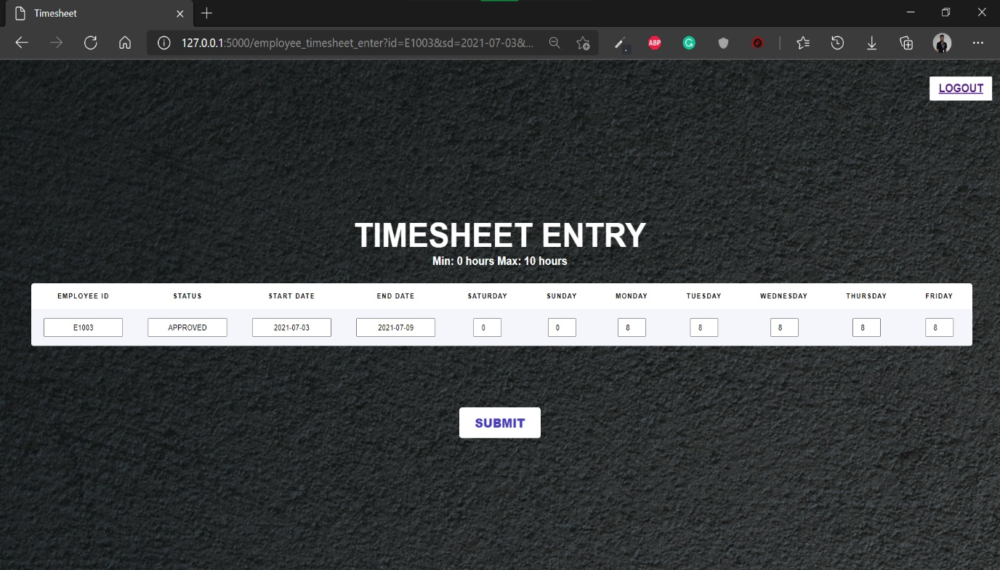 Timesheet
127.0.0.1:5000/employee_timesheet_enter?id=E1003&sd=2021-07-03&...
ABP
G
LOGOUT
TIMESHEET ENTRY
Min: 0 hours Max: 10 hours
EMPLOYEE ID STATUS START DATE END DATE SATURDAY SUNDAY MONDAY TUESDAY WEDNESDAY THURSDAY FRIDAY
E1003 APPROVED 2021-07-03 2021-07-09 0 0 8 8 8 8 8
SUBMIT